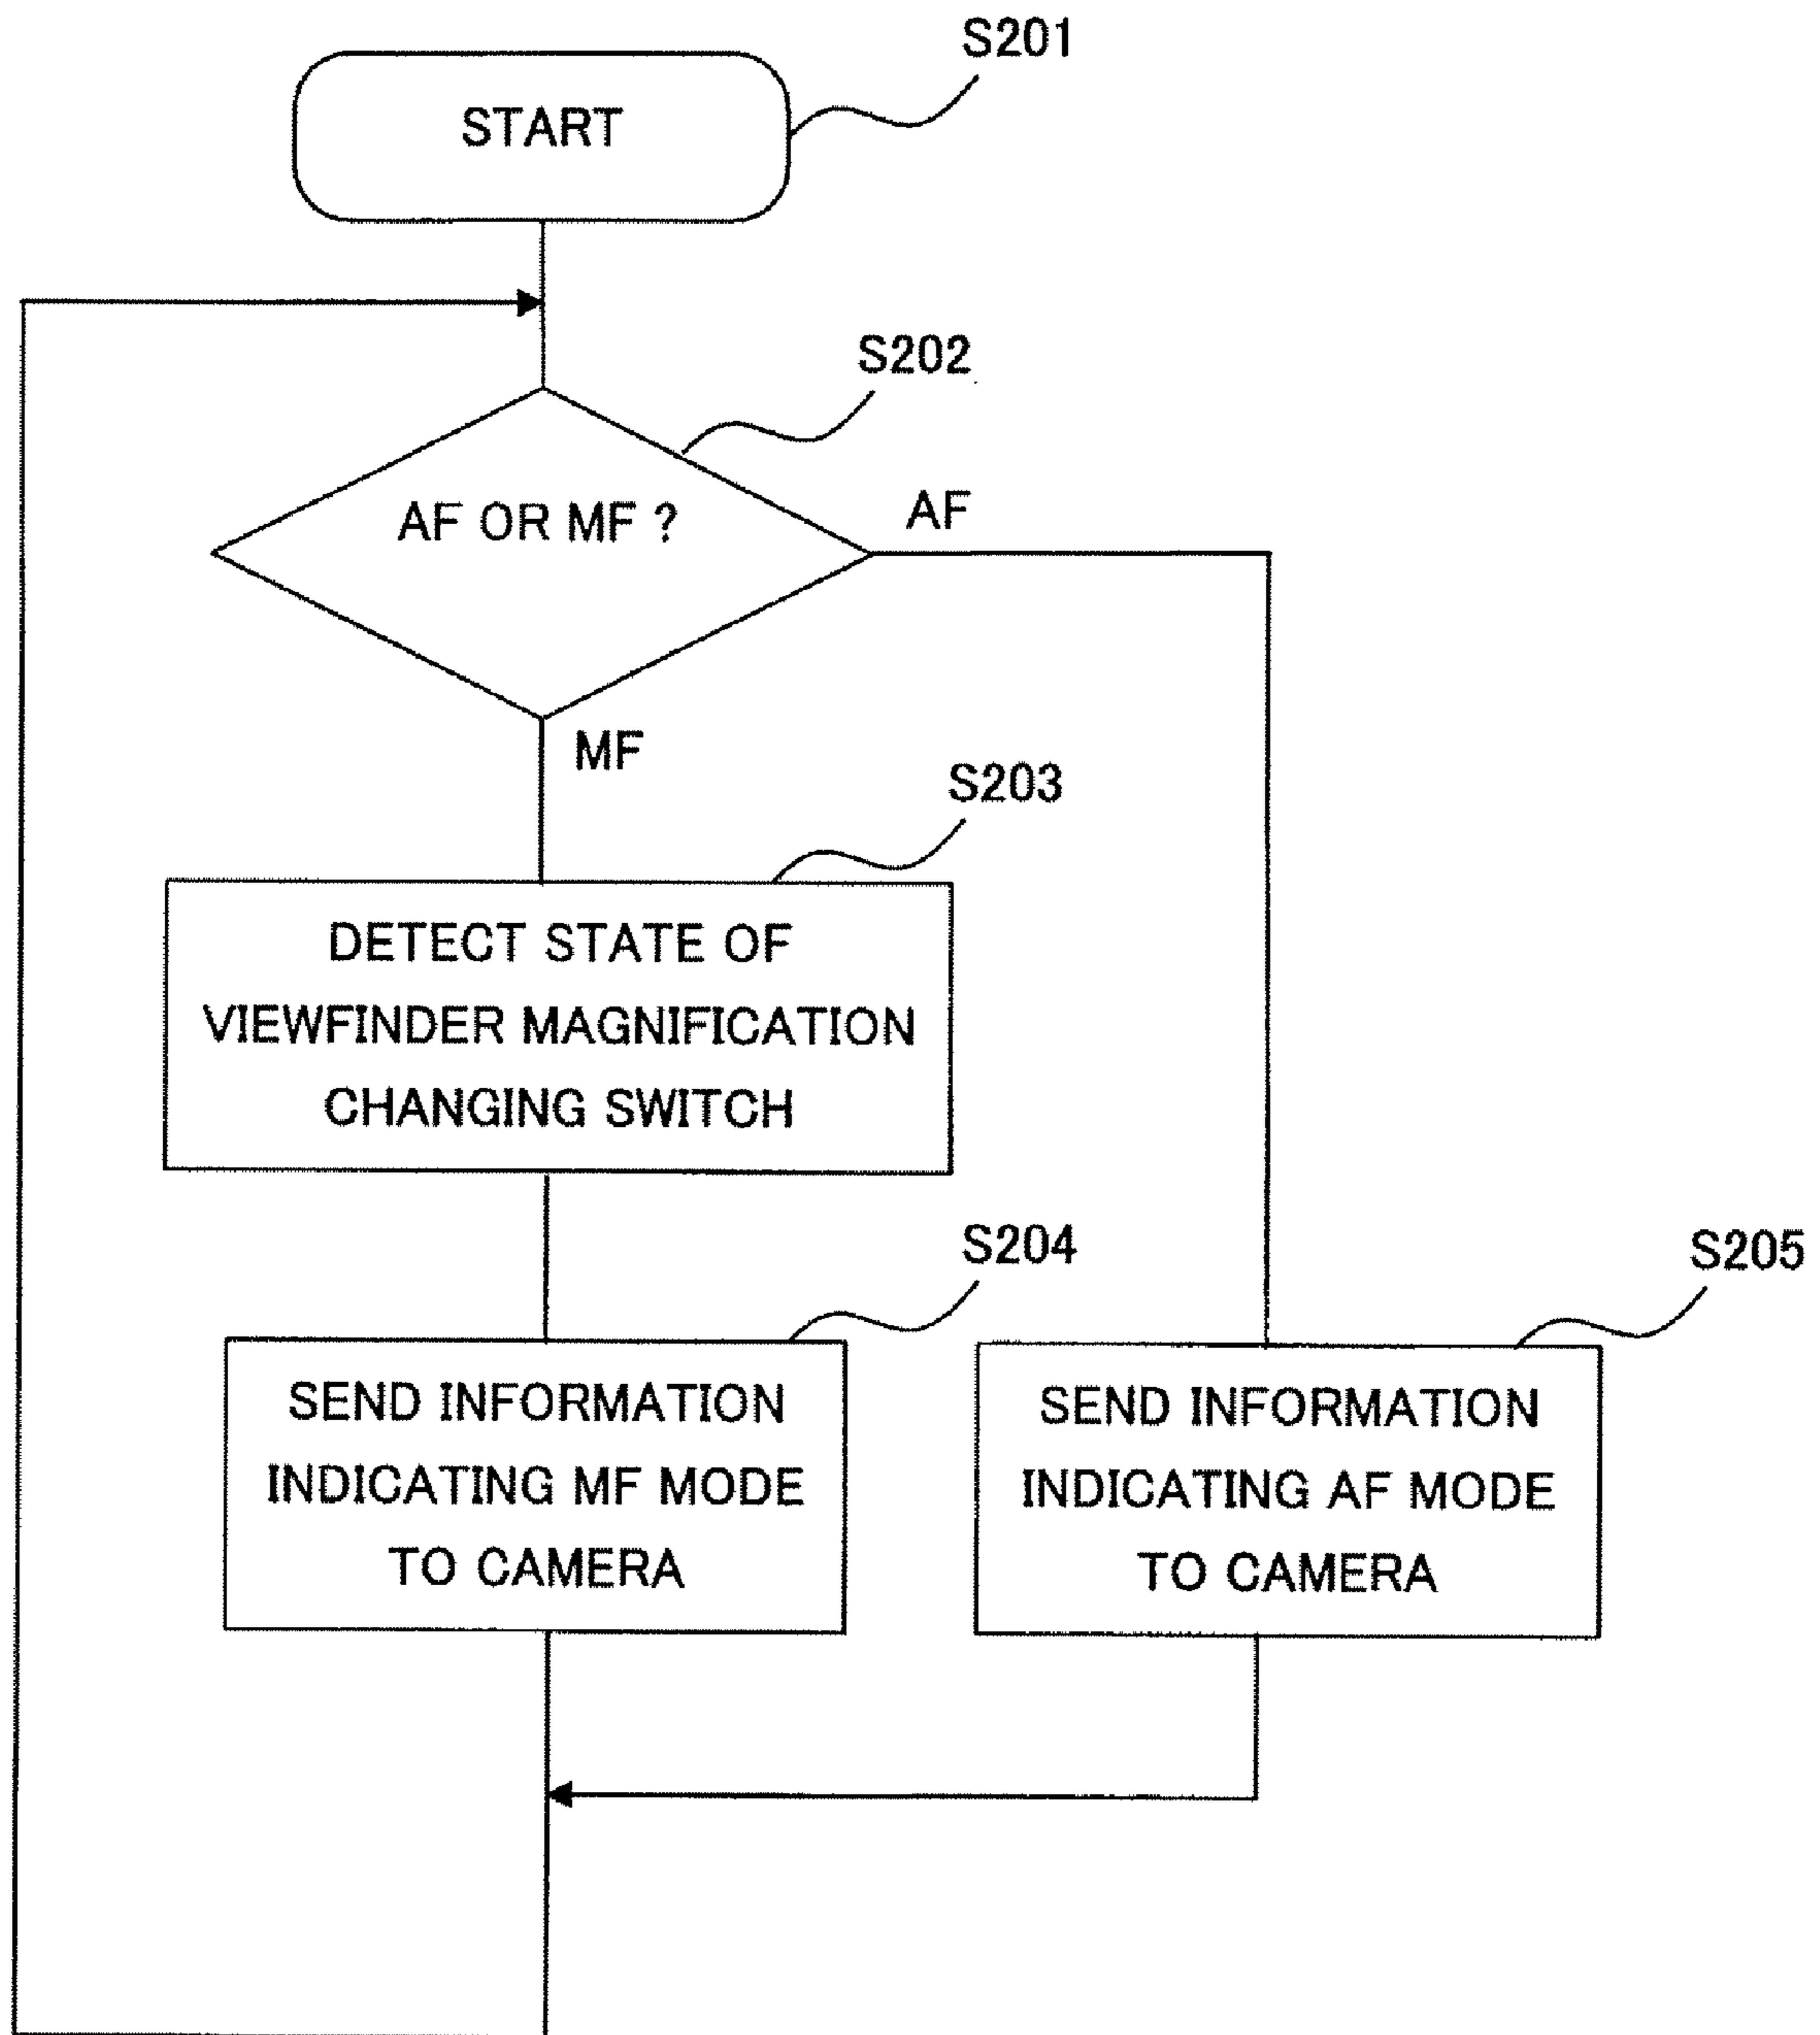 S201
START
S202
AF OR MF ?
AF
MF
S203
DETECT STATE OF
VIEWFINDER MAGNIFICATION
CHANGING SWITCH
S204
SEND INFORMATION
INDICATING MF MODE
TO CAMERA
S205
SEND INFORMATION
INDICATING AF MODE
TO CAMERA